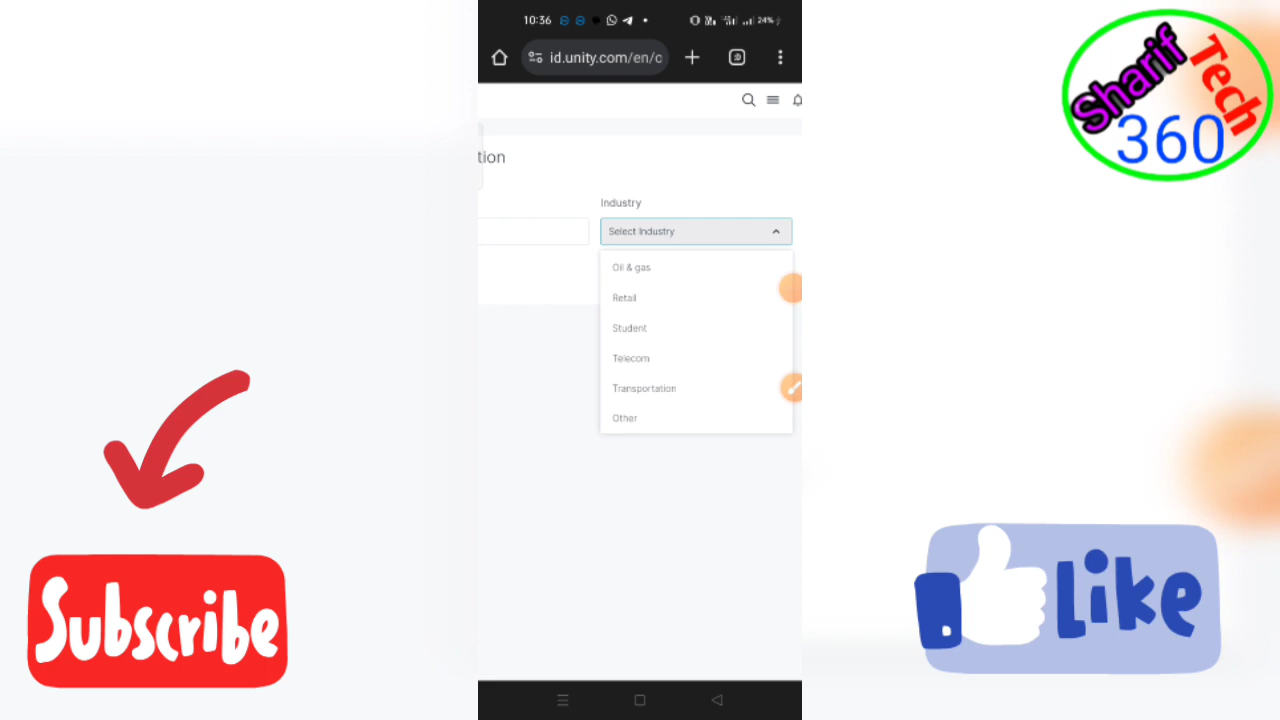 10:36
24%
id.unity.com/en/c
tion
Industry
Select Industry
Oil & gas
Retail
Student
Telecom
Transportation
Other
Sharif
Tech
360
Subscribe
Like